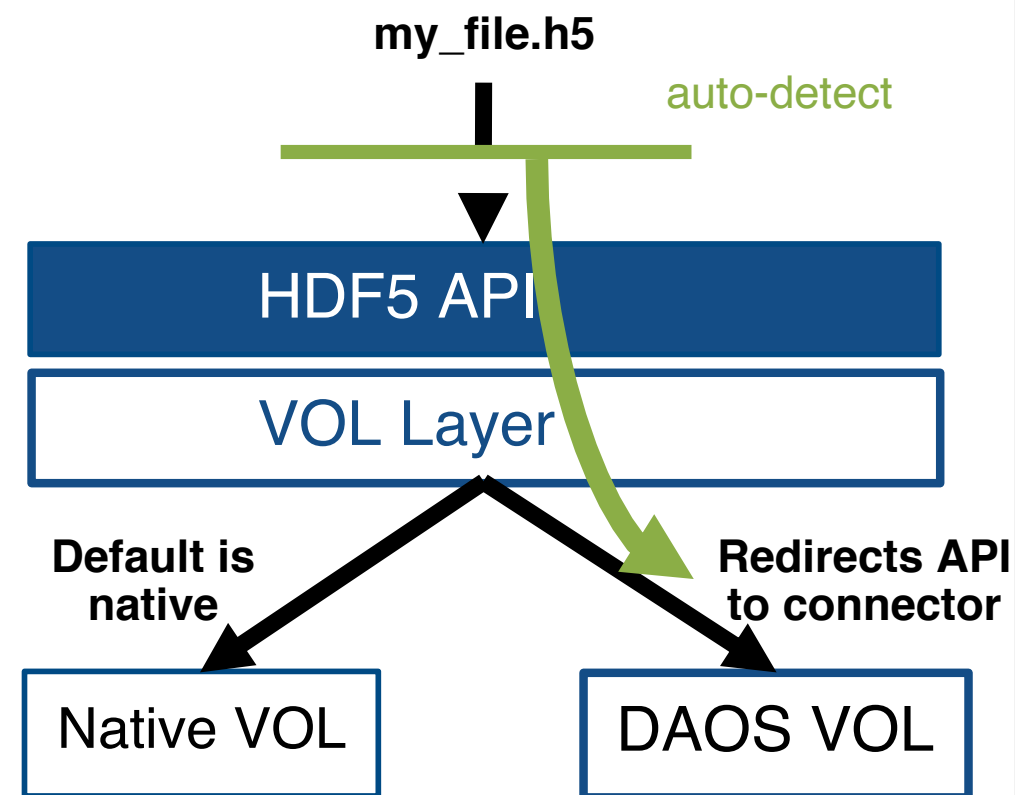 my_file.h5
auto-detect
HDF5 API
VOL Layer
Default is
native
Redirects API
to connector
Native VOL
DAOS VOL